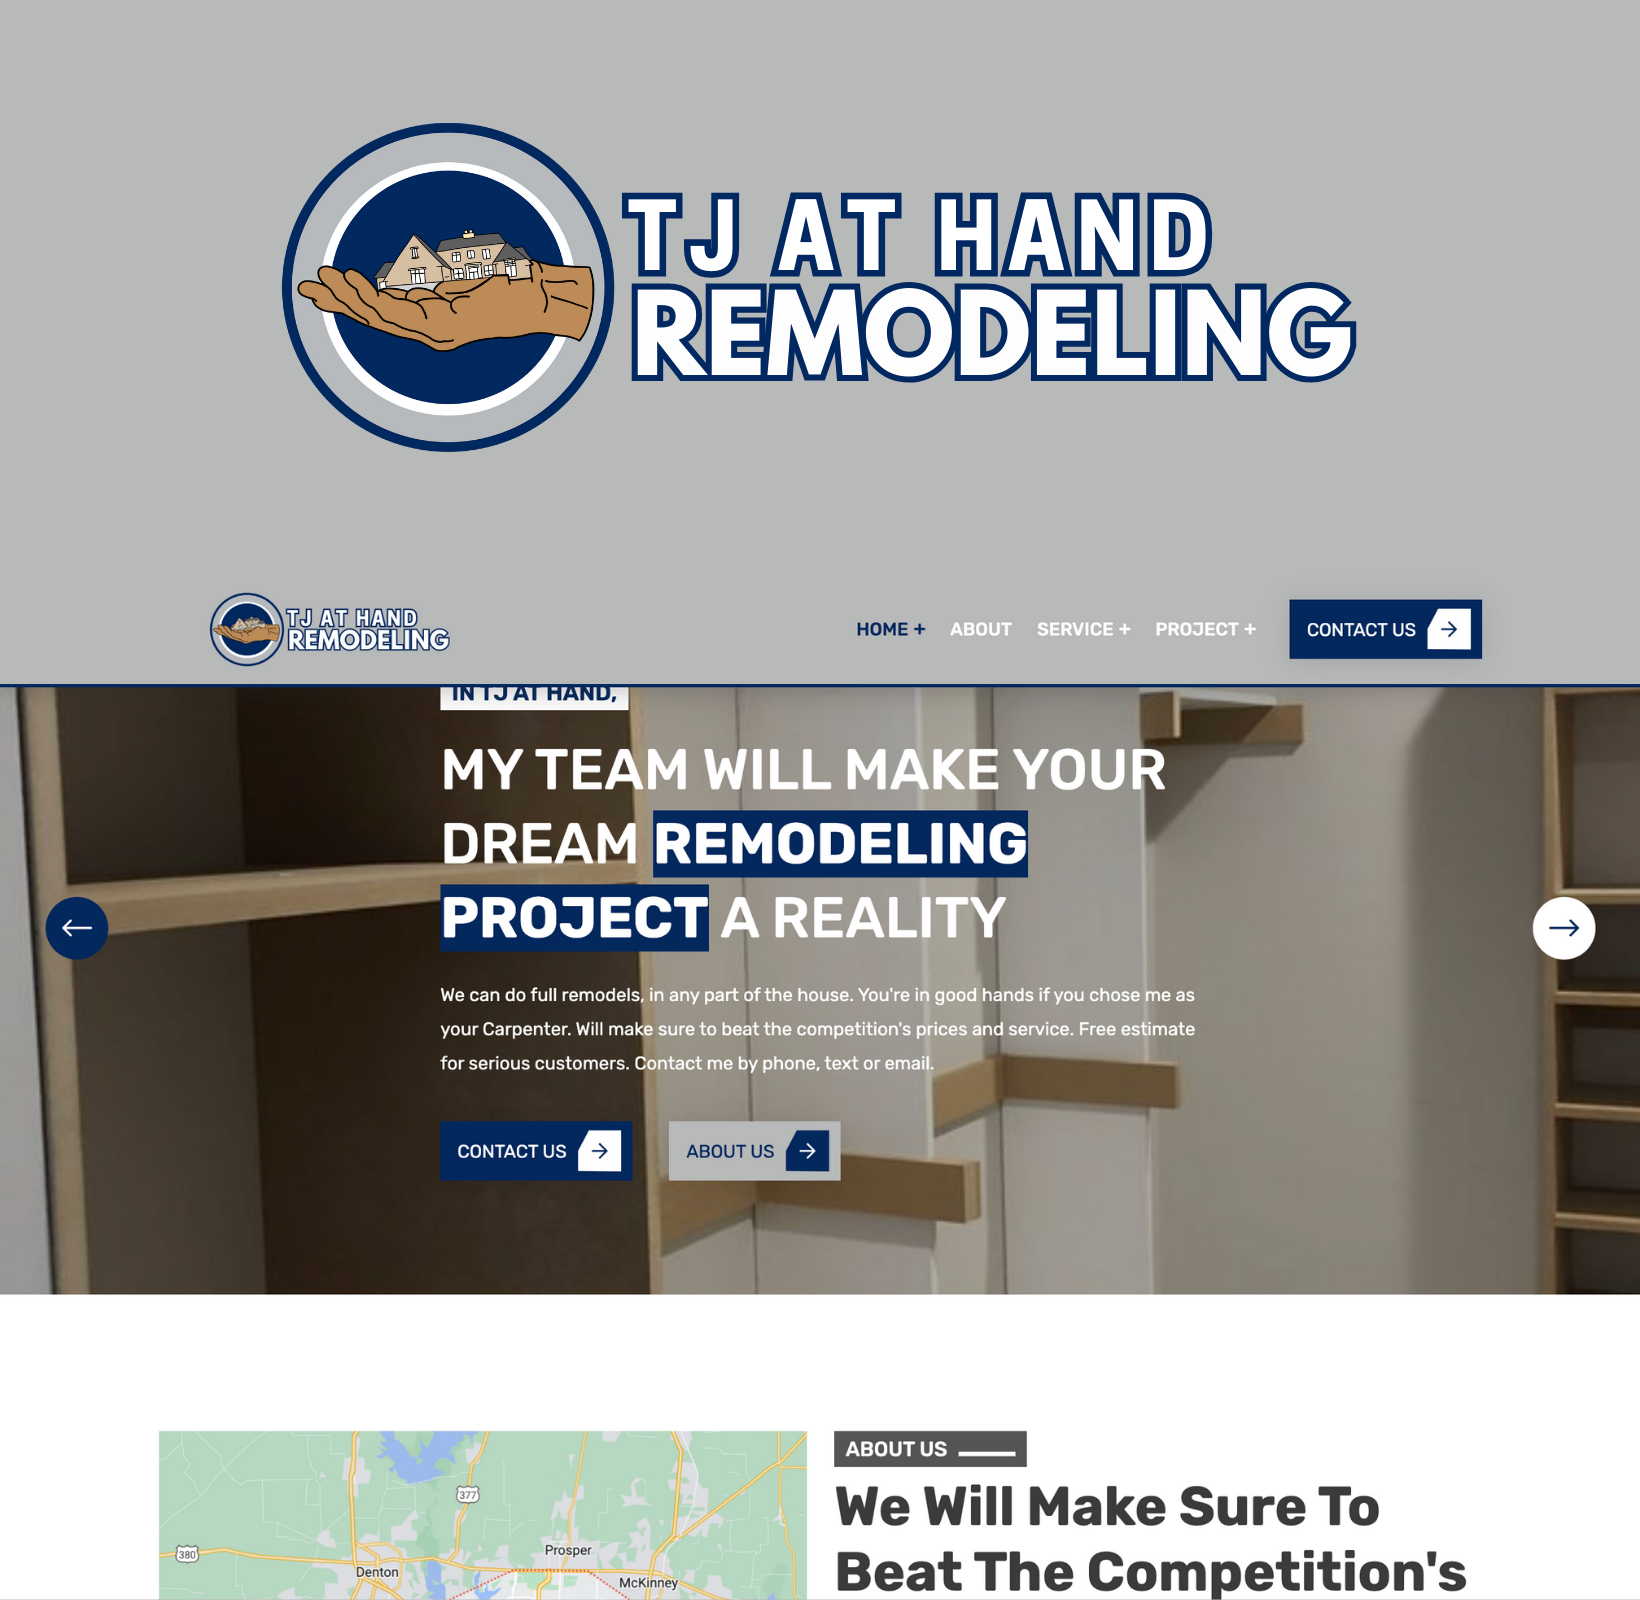 TJ AT HAND
REMODELING
TJ AT HAND
REMODELING
HOME + ABOUT SERVICE + PROJECT + CONTACT US
IN TJ AT HAND,
MY TEAM WILL MAKE YOUR
DREAM REMODELING
PROJECT A REALITY
We can do full remodels, in any part of the house. You're in good hands if you chose me as
your Carpenter. Will make sure to beat the competition's prices and service. Free estimate
for serious customers. Contact me by phone, text or email.
CONTACT US ABOUT US
ABOUT US
We Will Make Sure To
Beat The Competition's
377
380
Prosper
Denton
McKinney